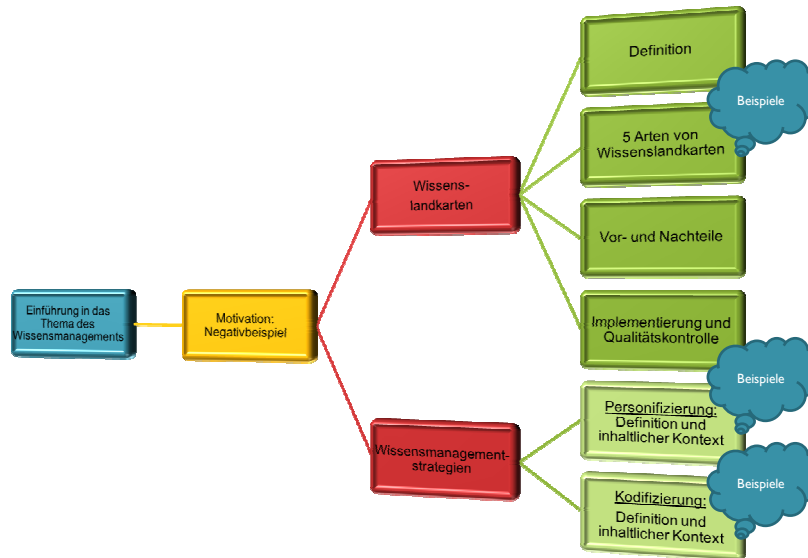 Einführung in das
Thema des
Wissensmanagements
Motivation:
Negativbeispiel
Wissens-
landkarten
Definition
Beispiele
5 Arten von
Wissenslandkarten
Vor- und Nachteile
Implementierung und
Qualitätskontrolle
Wissensmanagement-
strategien
Beispiele
Personifizierung:
Definition und
inhaltlicher Kontext
Beispiele
Kodifizierung:
Definition und
inhaltlicher Kontext